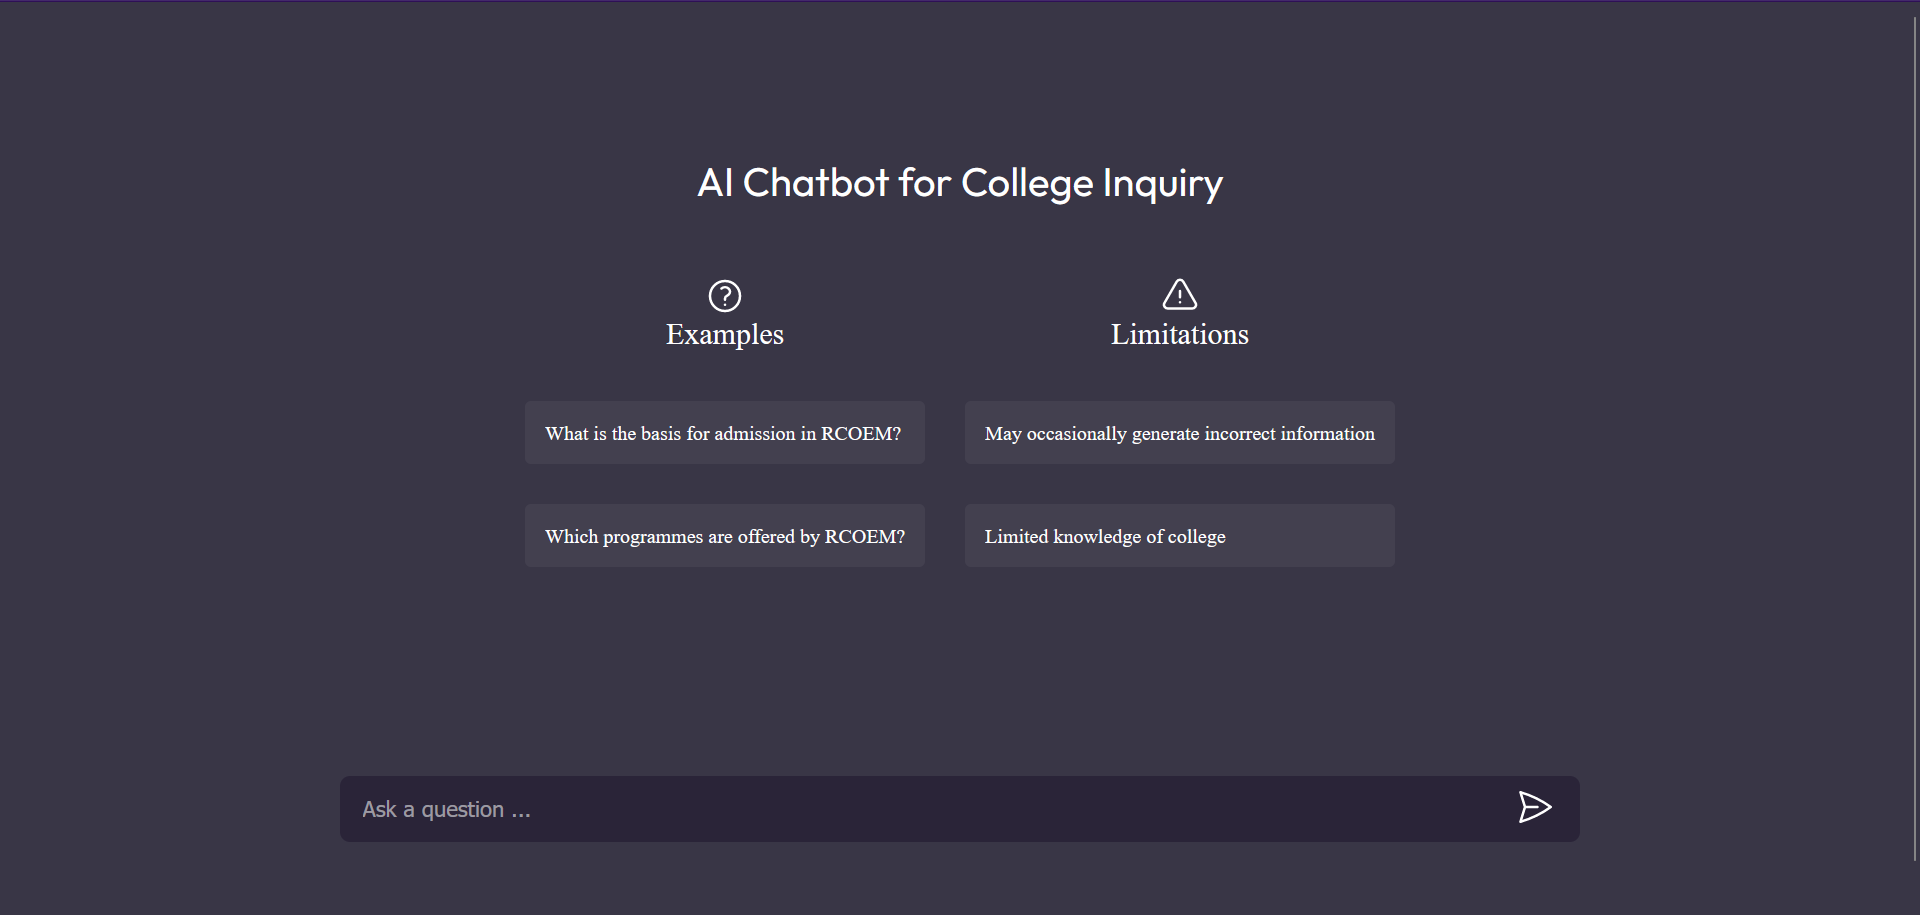 AI Chatbot for College Inquiry
Examples
Limitations
What is the basis for admission in RCOEM?
May occasionally generate incorrect information
Which programmes are offered by RCOEM?
Limited knowledge of college
Ask a question ...